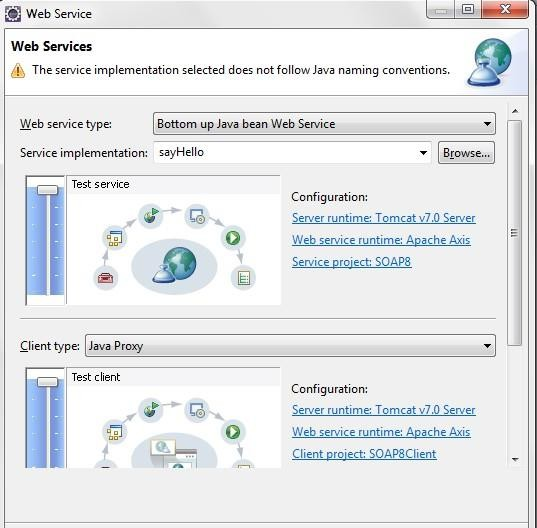 Web Service
Web Services
The service implementation selected does not follow Java naming conventions.
Web service type: Bottom up Java bean Web Service
Service implementation: sayHello Browse...
Test service
Configuration:
Server runtime: Tomcat v7.0 Server
Web service runtime: Apache Axis
Service project: SOAP8
Client type: Java Proxy
Test client
Configuration:
Server runtime: Tomcat v7.0 Server
Web service runtime: Apache Axis
Client project: SOAP8Client